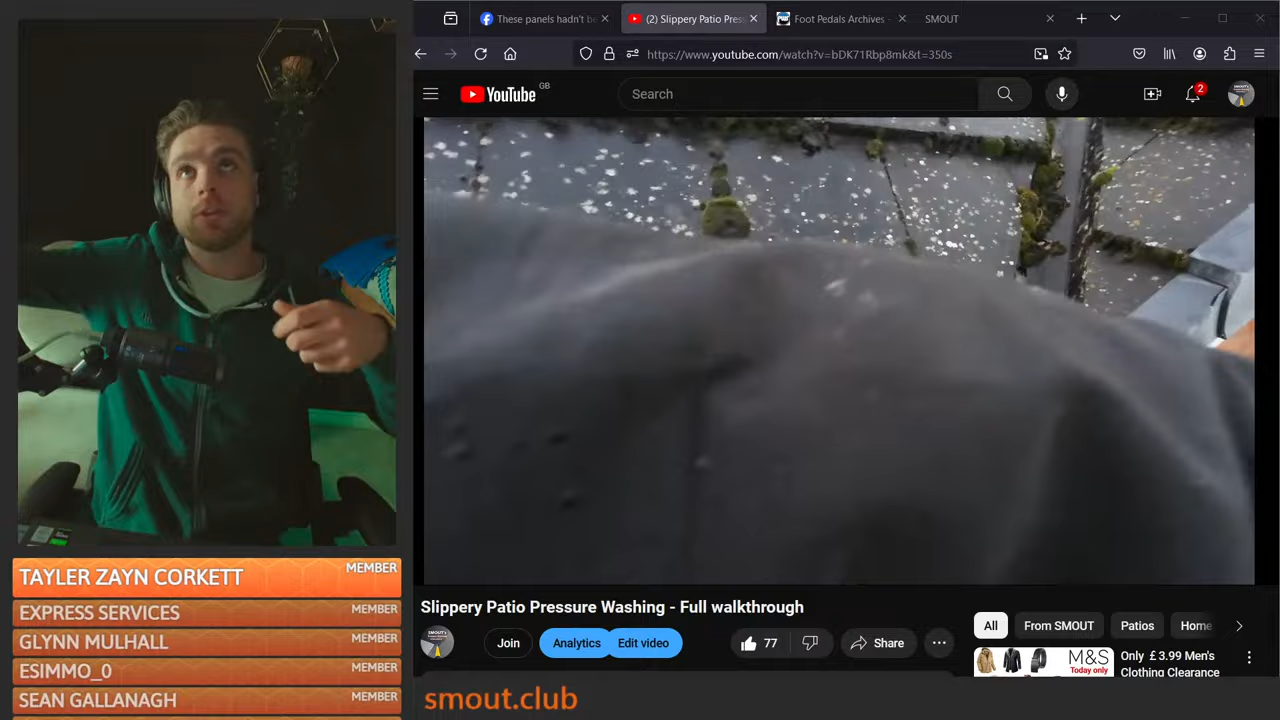 These panels hadn't be
(2) Slippery Patio Pres
Foot Pedals Archives -
SMOUT
https://www.youtube.com/watch?v=bDK71Rbp8mk&t=350s
YouTube GB
Search
2
TAYLER ZAYN CORKETT MEMBER
EXPRESS SERVICES MEMBER
GLYNN MULHALL MEMBER
ESIMMO_0 MEMBER
SEAN GALLANAGH MEMBER
Slippery Patio Pressure Washing - Full walkthrough
Join
Analytics
Edit video
77
Share
All
From SMOUT
Patios
Home
M&S
Today only
Only £3.99 Men's
Clothing Clearance
smout.club